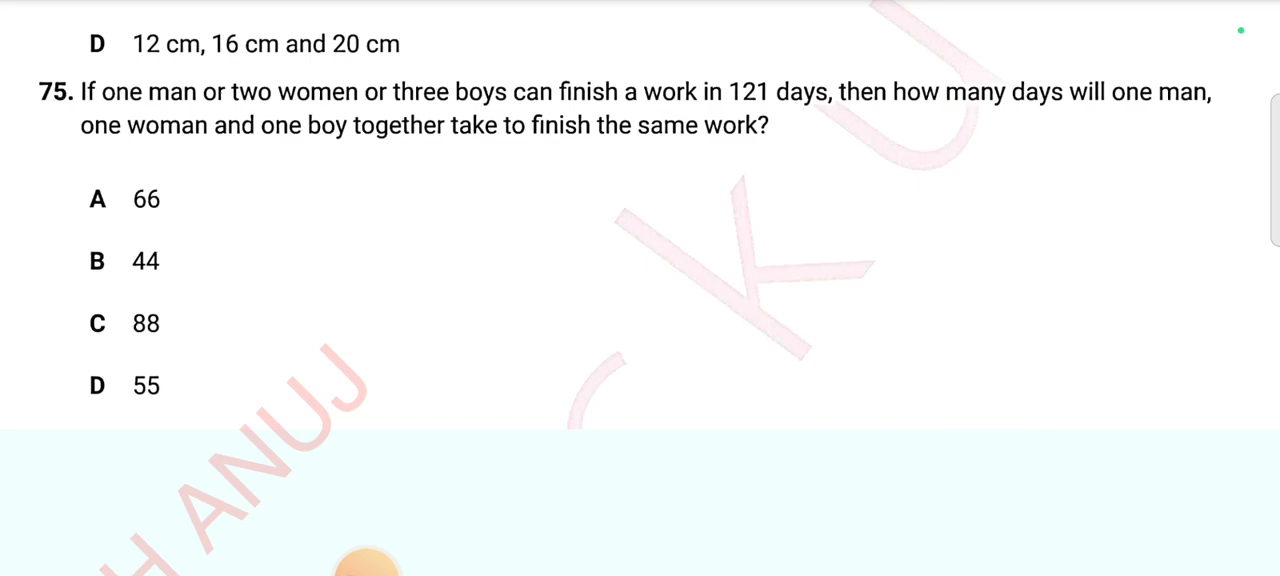 D 12 cm, 16 cm and 20 cm
75. If one man or two women or three boys can finish a work in 121 days, then how many days will one man,
one woman and one boy together take to finish the same work?
A 66
B 44
C 88
D 55
K U
H ANUJ